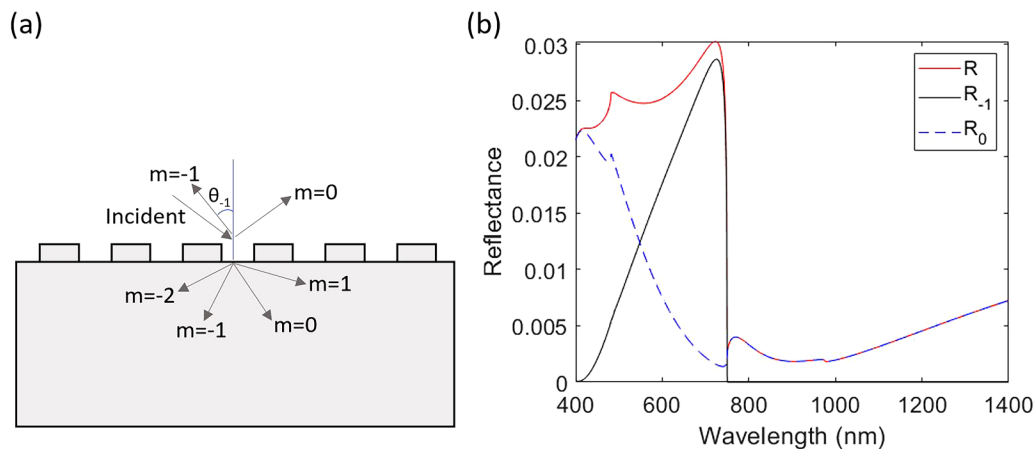 (a)
m=-1
θ-1
m=0
Incident
m=-2
m=1
m=-1
m=0
(b)
0.03
0.025
0.02
0.015
0.01
0.005
0
Reflectance
R
R-1
R0
400 600 800 1000 1200 1400
Wavelength (nm)